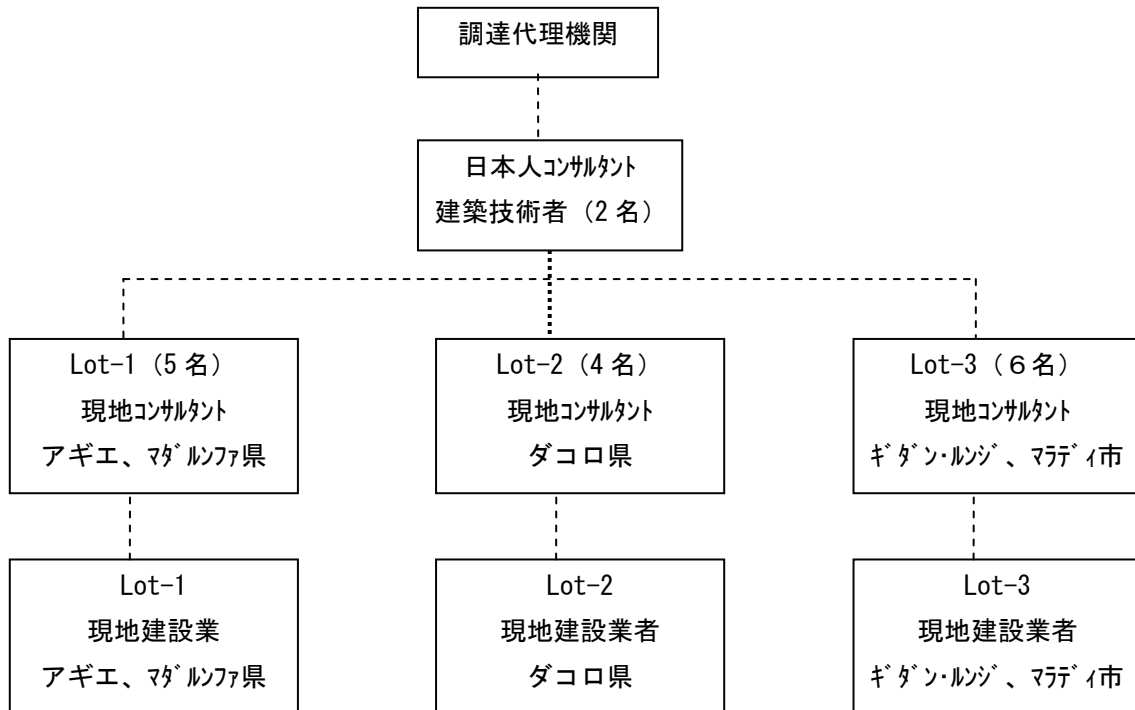 調達代理機関
日本人ｺﾝｻﾙﾀﾝﾄ
建築技術者（2 名）
Lot-1（5 名）
現地ｺﾝｻﾙﾀﾝﾄ
アギエ、ﾏﾀﾞﾙﾝﾌｧ県
Lot-2（4 名）
現地ｺﾝｻﾙﾀﾝﾄ
ダコロ県
Lot-3（６名）
現地ｺﾝｻﾙﾀﾝﾄ
ｷﾞﾀﾞﾝ･ﾙﾝｼﾞ、ﾏﾗﾃﾞｨ市
Lot-1
現地建設業
アギエ、ﾏﾀﾞﾙﾝﾌｧ県
Lot-2
現地建設業者
ダコロ県
Lot-3
現地建設業者
ｷﾞﾀﾞﾝ･ﾙﾝｼﾞ、ﾏﾗﾃﾞｨ市